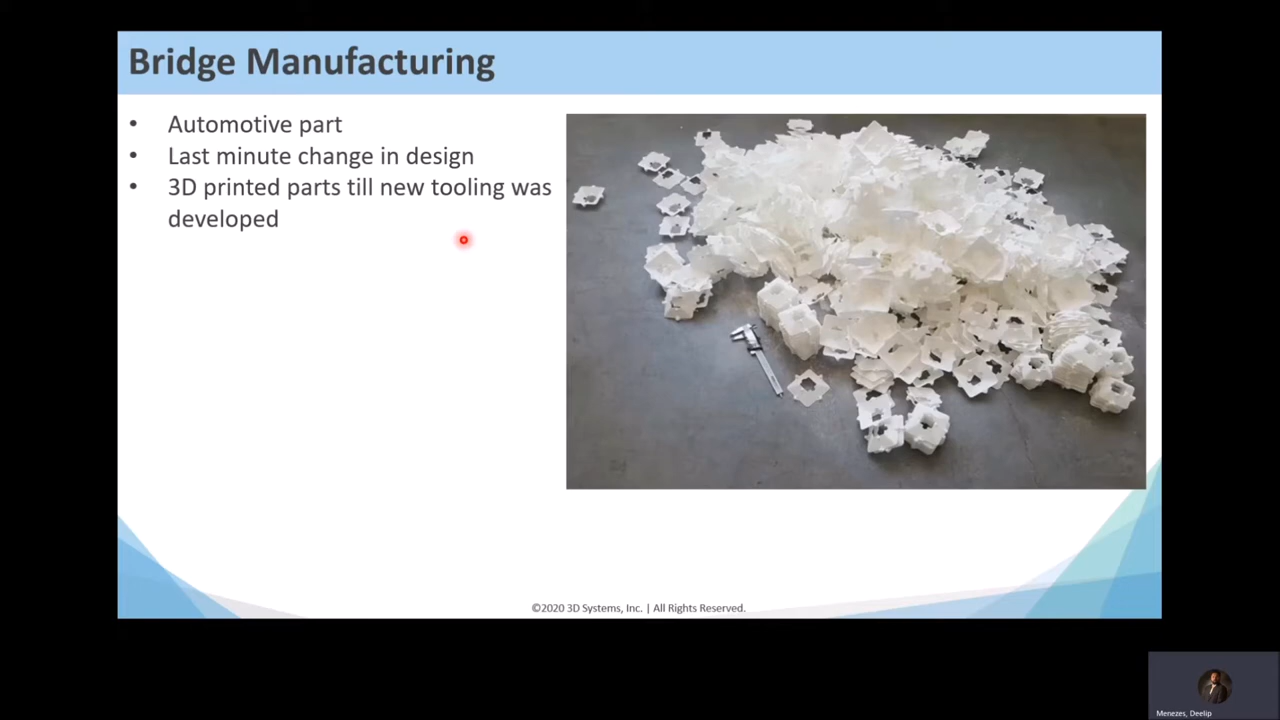 Bridge Manufacturing
• Automotive part
• Last minute change in design
• 3D printed parts till new tooling was
developed
©2020 3D Systems, Inc. | All Rights Reserved.
Menezes, Deelip